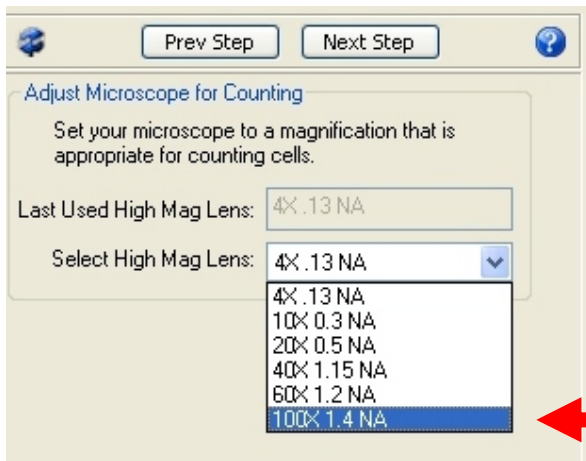 Prev Step Next Step ?
Adjust Microscope for Counting
Set your microscope to a magnification that is
appropriate for counting cells.
Last Used High Mag Lens: 4X .13 NA
Select High Mag Lens: 4X .13 NA
4X .13 NA
10X 0.3 NA
20X 0.5 NA
40X 1.15 NA
60X 1.2 NA
100X 1.4 NA